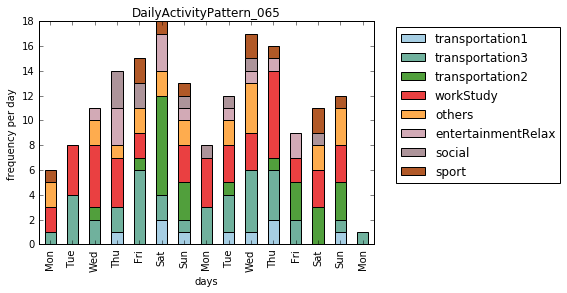 DailyActivityPattern_065
frequency per day
18
16
14
12
10
8
6
4
2
0
Mon Tue Wed Thu Fri Sat Sun Mon Tue Wed Thu Fri Sat Sun Mon
days
transportation1
transportation3
transportation2
workStudy
others
entertainmentRelax
social
sport